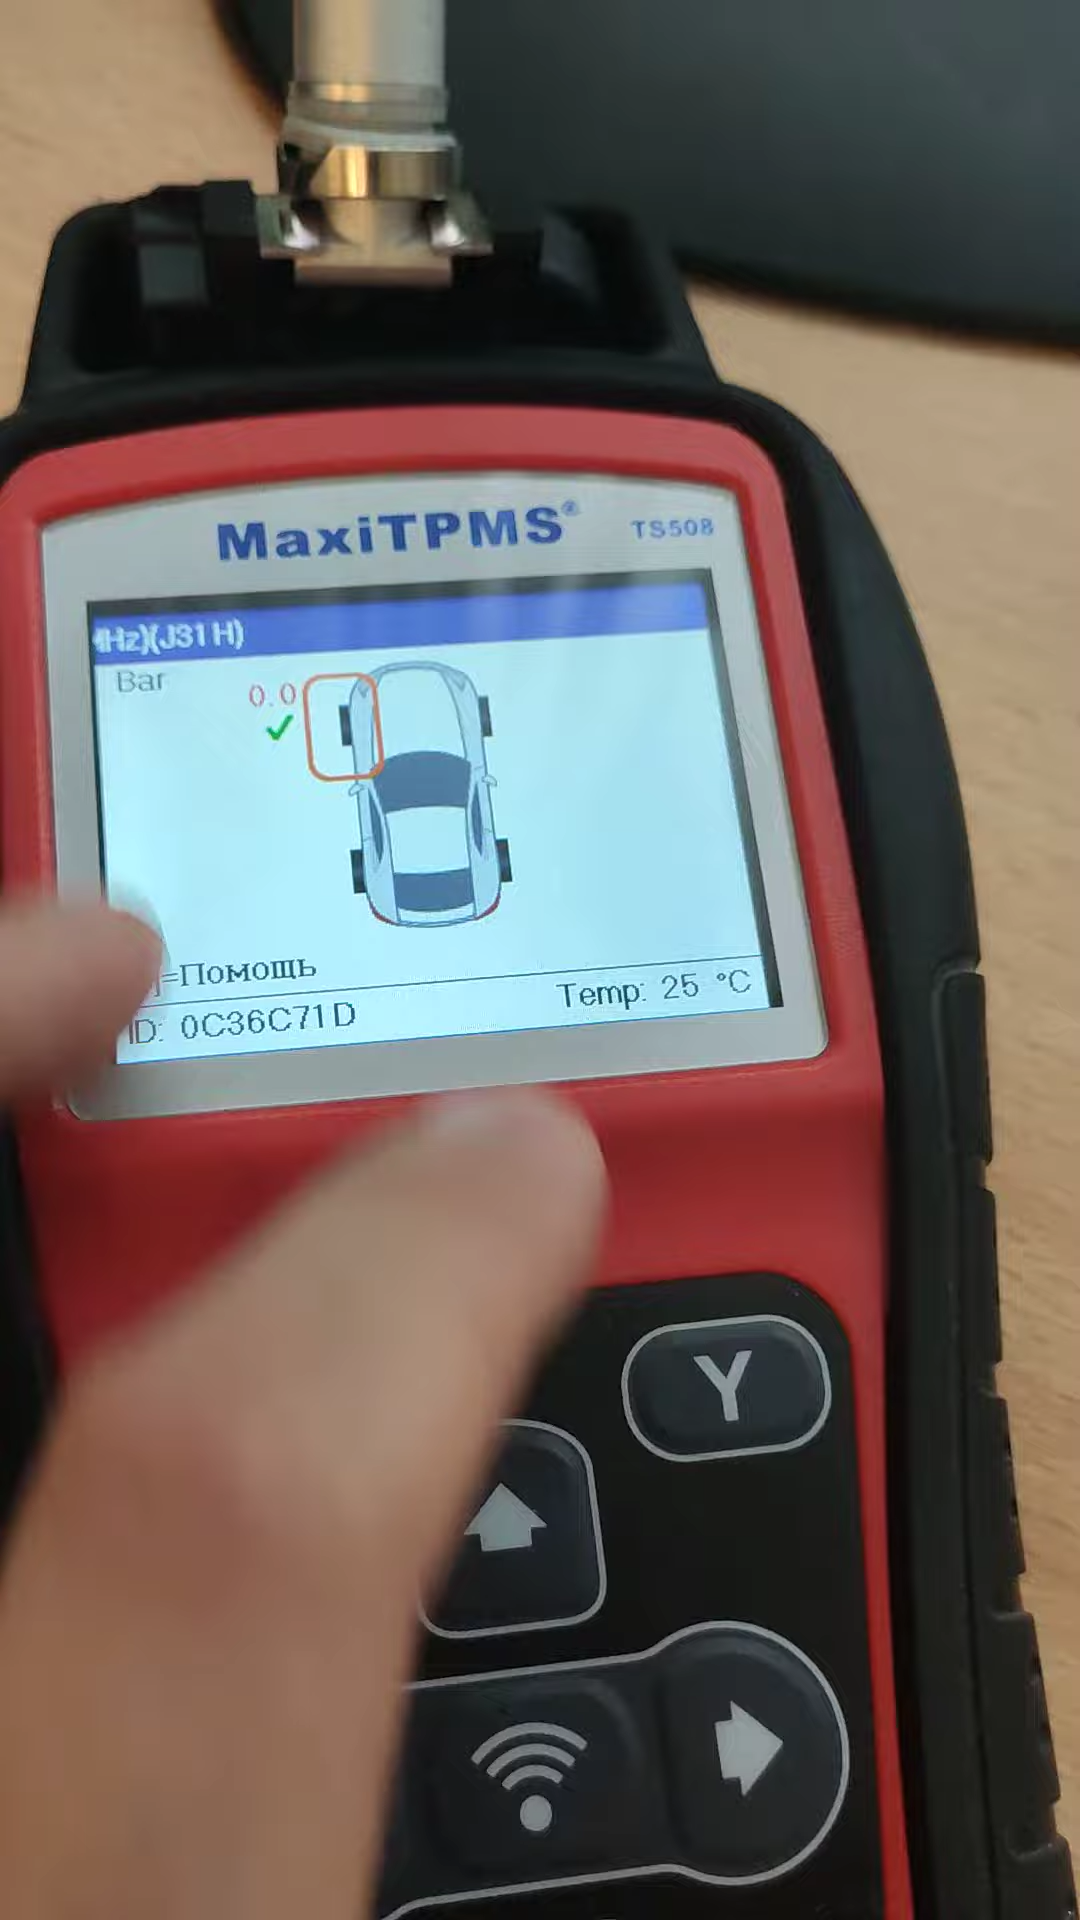 MaxiTPMS® TS508
Hz)(J31H)
Bar
0.0
=Помощь
ID: 0C36C71D Temp: 25 °C
Y